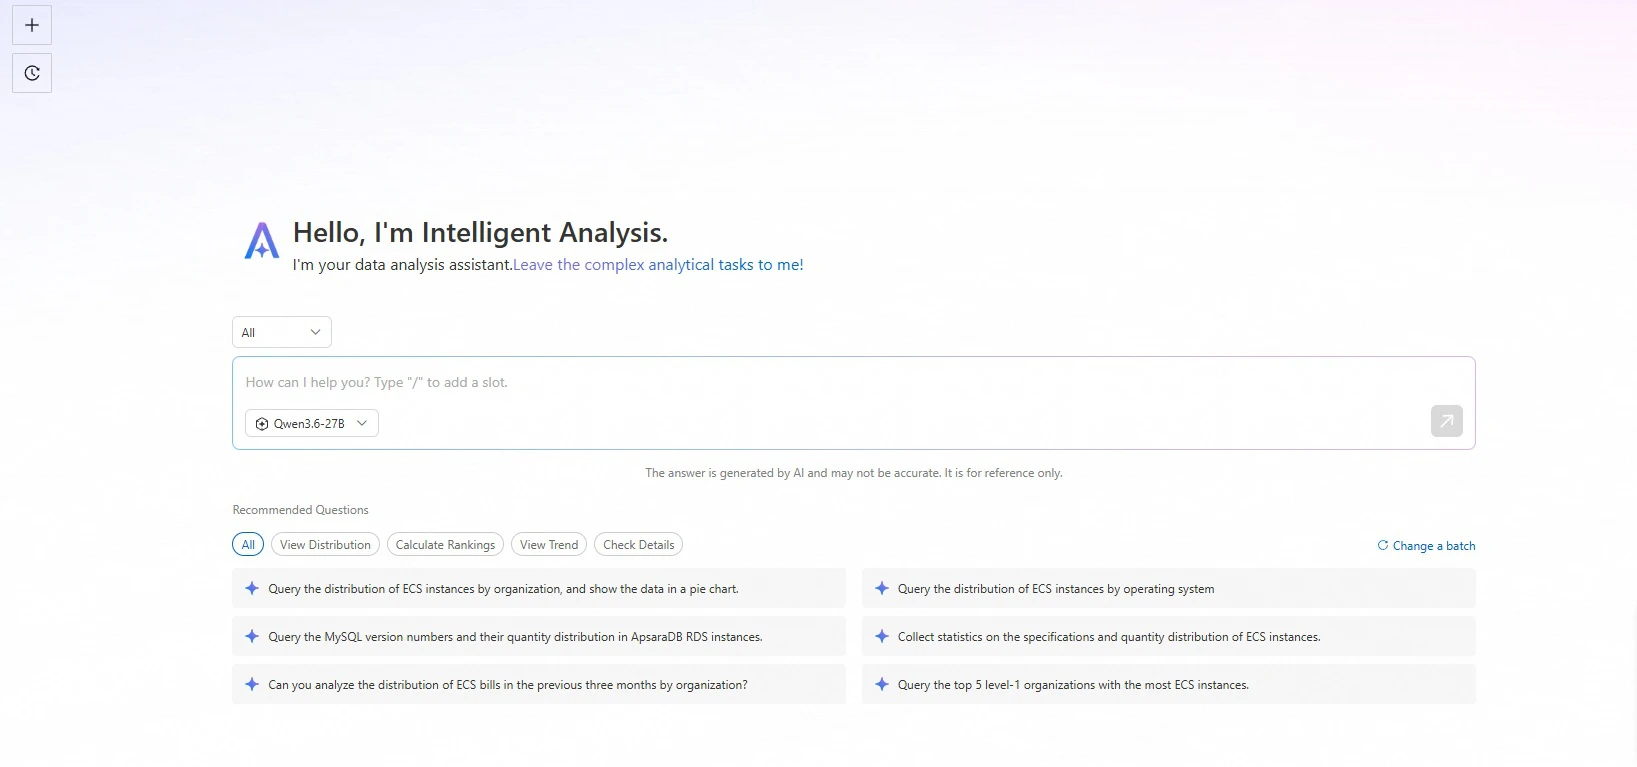 Hello, I'm Intelligent Analysis.
I'm your data analysis assistant.Leave the complex analytical tasks to me!
All
How can I help you? Type "/" to add a slot.
Qwen3.6-27B
The answer is generated by AI and may not be accurate. It is for reference only.
Recommended Questions
All View Distribution Calculate Rankings View Trend Check Details Change a batch
Query the distribution of ECS instances by organization, and show the data in a pie chart.
Query the distribution of ECS instances by operating system
Query the MySQL version numbers and their quantity distribution in ApsaraDB RDS instances.
Collect statistics on the specifications and quantity distribution of ECS instances.
Can you analyze the distribution of ECS bills in the previous three months by organization?
Query the top 5 level-1 organizations with the most ECS instances.